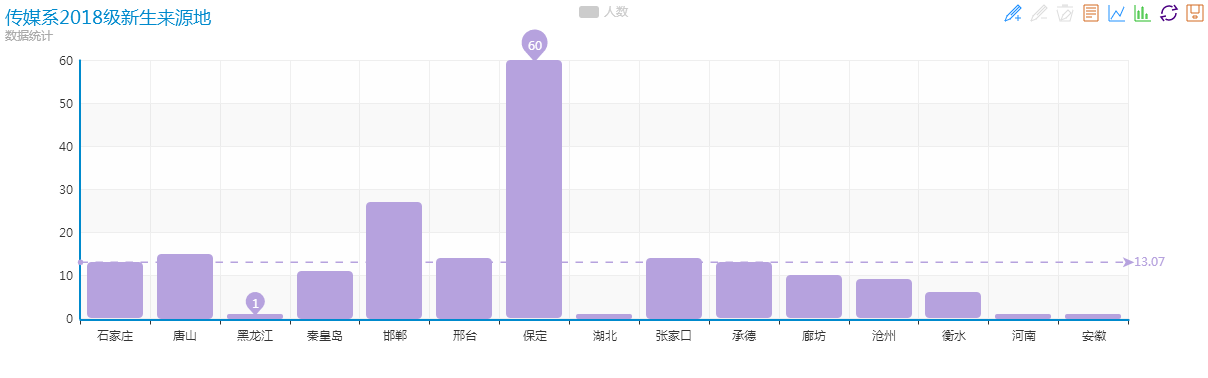 传媒系2018级新生来源地
数据统计
人数
60
50
40
30
20
10
0
60
1
13.07
石家庄
唐山
黑龙江
秦皇岛
邯郸
邢台
保定
湖北
张家口
承德
廊坊
沧州
衡水
河南
安徽